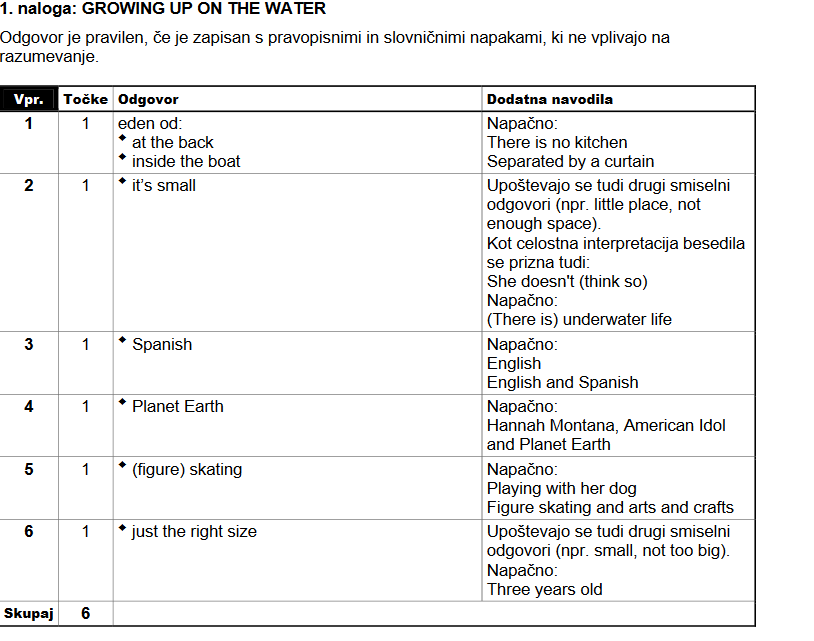 1. naloga: GROWING UP ON THE WATER
Odgovor je pravilen, če je zapisan s pravopisnimi in slovničnimi napakami, ki ne vplivajo na
razumevanje.
Vpr. Točke Odgovor Dodatna navodila
1 1 eden od:
◆ at the back
◆ inside the boat
Napačno:
There is no kitchen
Separated by a curtain
2 1 ◆ it’s small
Upoštevajo se tudi drugi smiselni
odgovori (npr. little place, not
enough space).
Kot celostna interpretacija besedila
se prizna tudi:
She doesn't (think so)
Napačno:
(There is) underwater life
3 1 ◆ Spanish
Napačno:
English
English and Spanish
4 1 ◆ Planet Earth
Napačno:
Hannah Montana, American Idol
and Planet Earth
5 1 ◆ (figure) skating
Napačno:
Playing with her dog
Figure skating and arts and crafts
6 1 ◆ just the right size
Upoštevajo se tudi drugi smiselni
odgovori (npr. small, not too big).
Napačno:
Three years old
Skupaj 6